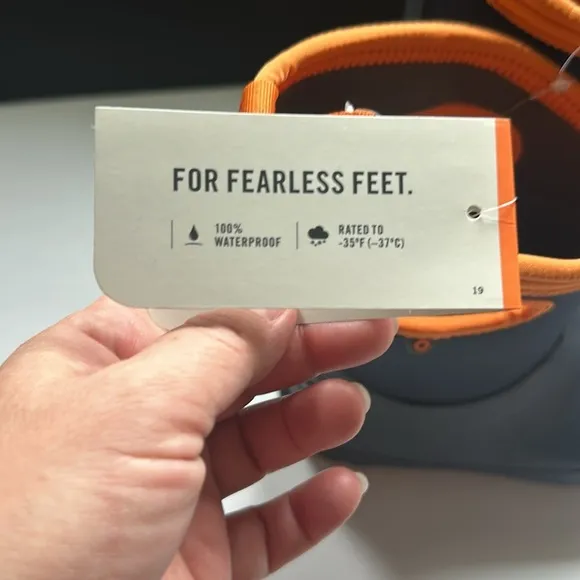 FOR FEARLESS FEET.
100%
WATERPROOF
RATED TO
-35°F (–37°C)
19